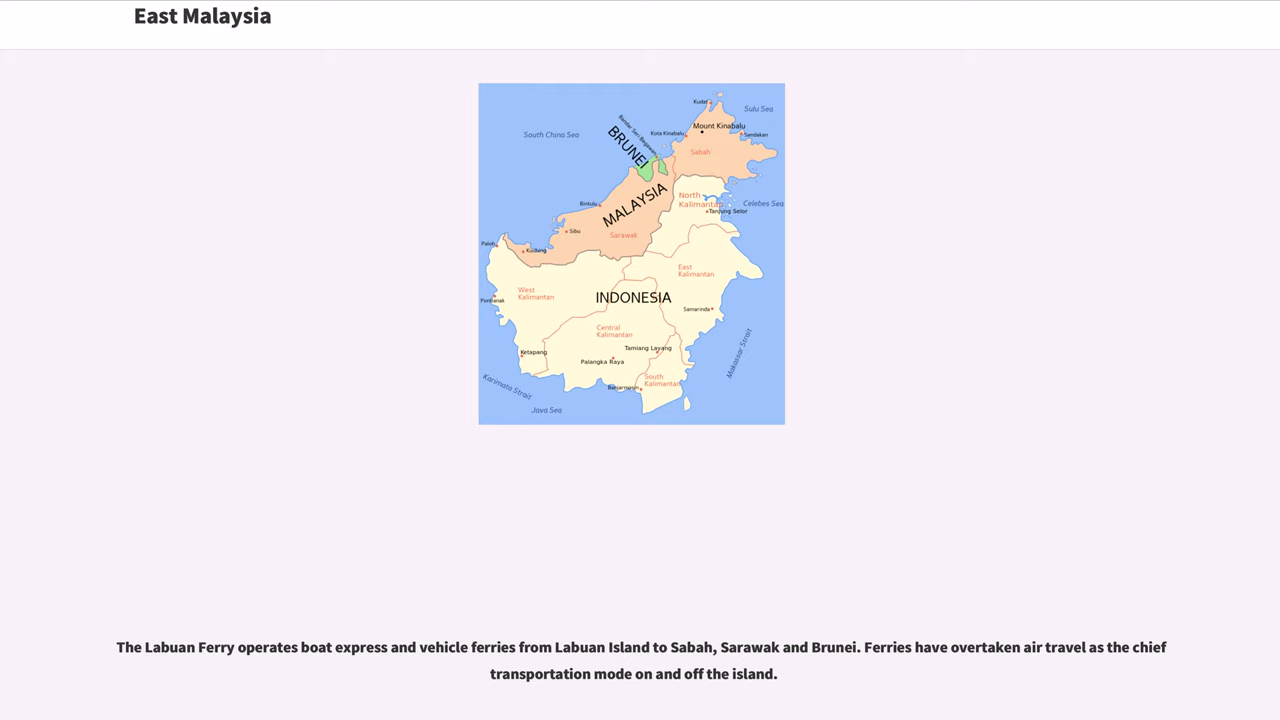 East Malaysia
Kudat
Sulu Sea
Mount Kinabalu
South China Sea
Bandar Seri Begawan
Kota Kinabalu
Sandakan
BRUNEI
Sabah
MALAYSIA
North
Kalimantan
Bintulu
Celebes Sea
Tanjung Selor
Sibu
Sarawak
Paloh
Kuching
East
Kalimantan
West
Kalimantan
INDONESIA
Pontianak
Samarinda
Central
Kalimantan
Makassar Strait
Tamiang Layang
Ketapang
Palangka Raya
South
Kalimantan
Karimata Strait
Banjarmasin
Java Sea
The Labuan Ferry operates boat express and vehicle ferries from Labuan Island to Sabah, Sarawak and Brunei. Ferries have overtaken air travel as the chief
transportation mode on and off the island.